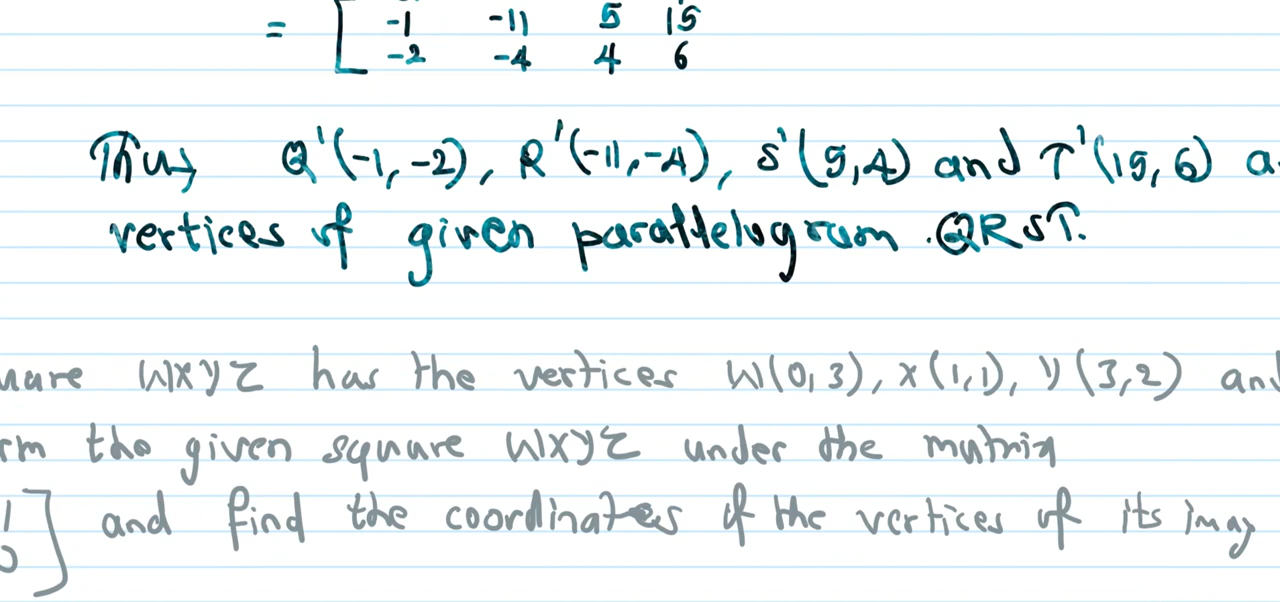 = [ -1 -11 5 15
-2 -4 4 6
Thus Q'(-1, -2), R'(-11, -4), S'(5, 4) and T'(15, 6) a
vertices of given parallelogram QRST.
uare WXYZ has the vertices W(0, 3), X(1, 1), Y(3, 2) and
rm the given square WXYZ under the matrix
1 ] and find the coordinates of the vertices of its imag
0